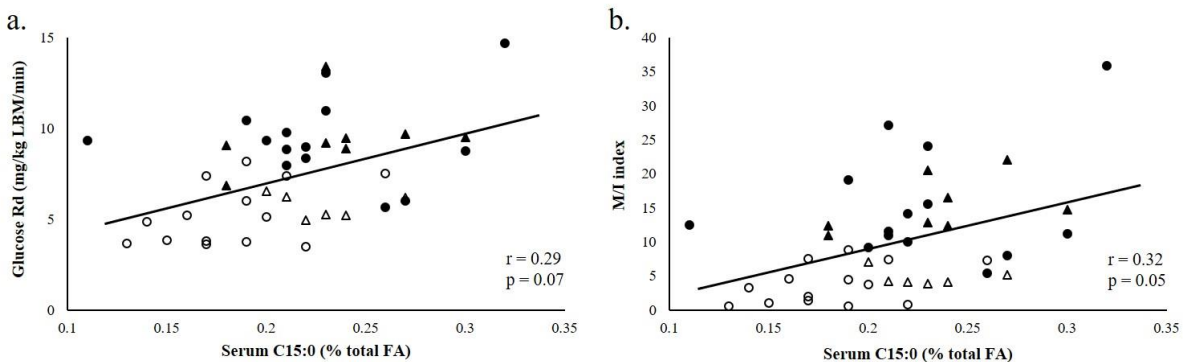 a.
15
10
5
0
Glucose Rd (mg/kg LBM/min)
r = 0.29
p = 0.07
0.1 0.15 0.2 0.25 0.3 0.35
Serum C15:0 (% total FA)
b.
40
35
30
25
20
15
10
5
0
M/I index
r = 0.32
p = 0.05
0.1 0.15 0.2 0.25 0.3 0.35
Serum C15:0 (% total FA)